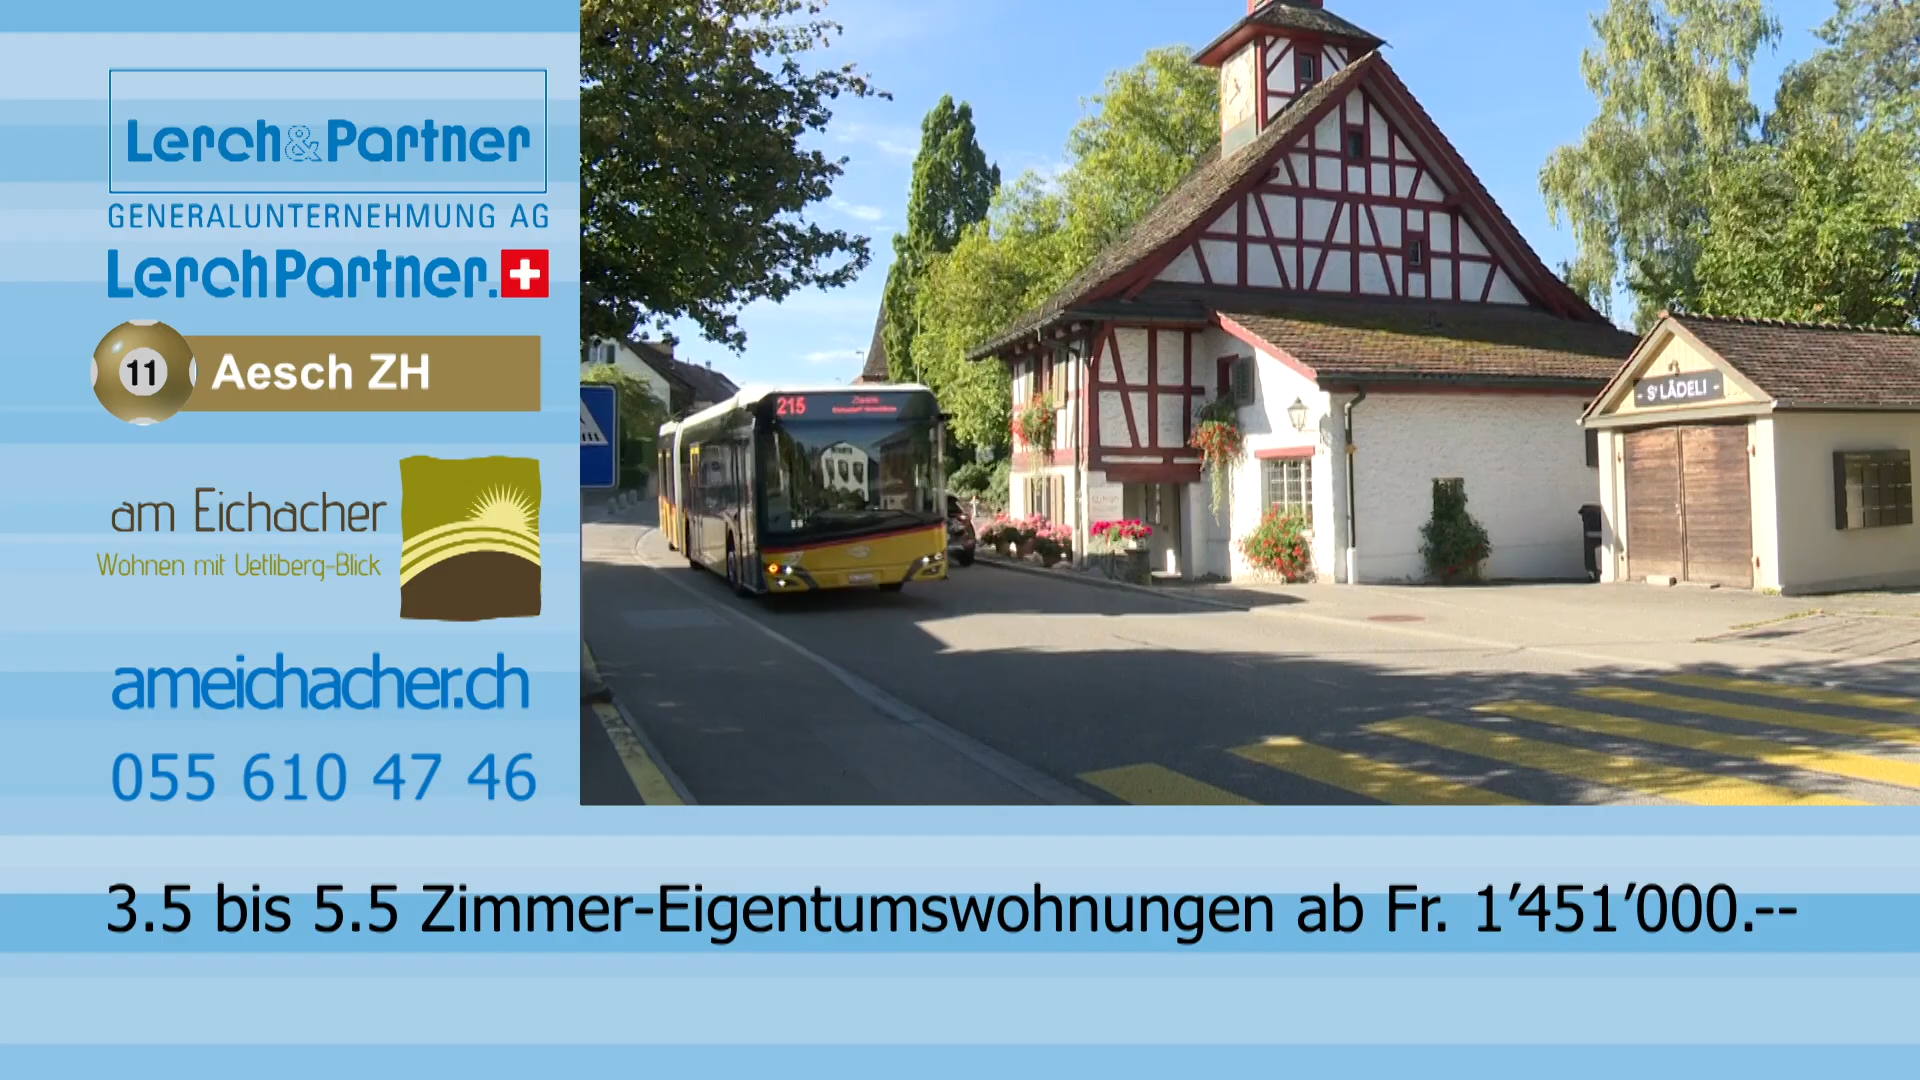 Lerch&Partner
GENERALUNTERNEHMUNG AG
LerchPartner.
11 Aesch ZH
am Eichacher
Wohnen mit Uetliberg-Blick
ameichacher.ch
055 610 47 46
215
- S'LÄDELI -
3.5 bis 5.5 Zimmer-Eigentumswohnungen ab Fr. 1’451’000.--